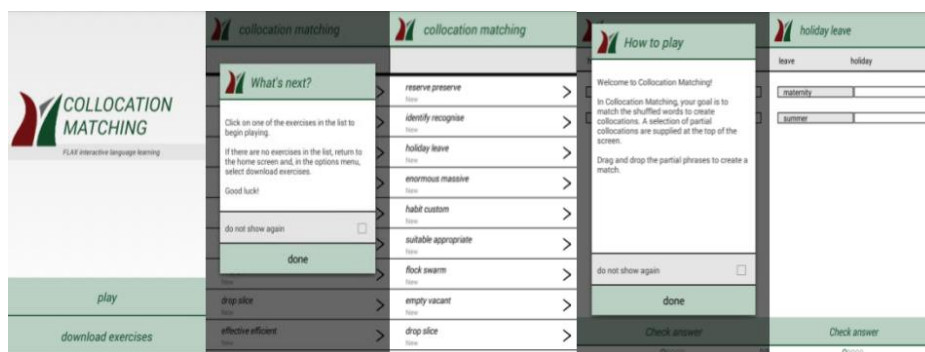 COLLOCATION
MATCHING
FLAX interactive language learning
play
download exercises
collocation matching
What's next?
Click on one of the exercises in the list to
begin playing.
If there are no exercises in the list, return to
the home screen and, in the options menu,
select download exercises.
Good luck!
do not show again
done
New
drop slice
New
effective efficient
New
collocation matching
reserve preserve
New
identify recognise
New
holiday leave
New
enormous massive
New
habit custom
New
suitable appropriate
New
flock swarm
New
empty vacant
New
drop slice
New
How to play
Welcome to Collocation Matching!
In Collocation Matching, your goal is to
match the shuffled words to create
collocations. A selection of partial
collocations are supplied at the top of the
screen.
Drag and drop the partial phrases to create a
match.
do not show again
done
Check answer
holiday leave
leave holiday
maternity
summer
Check answer